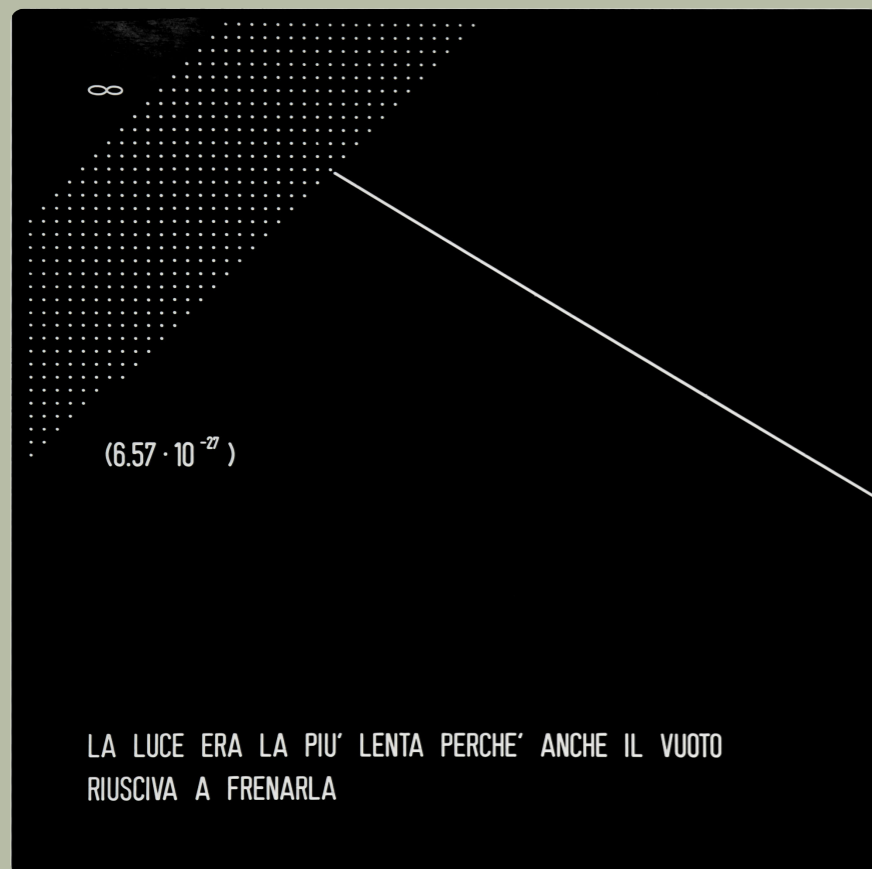 ∞
(6.57 · 10⁻²⁷ )
LA LUCE ERA LA PIU' LENTA PERCHE' ANCHE IL VUOTO
RIUSCIVA A FRENARLA